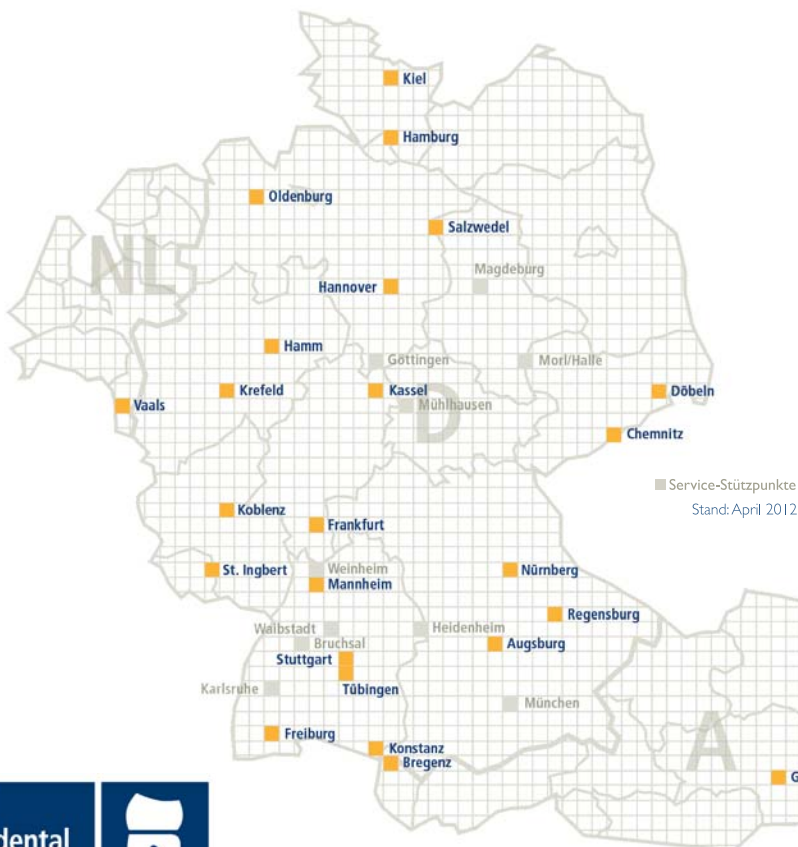 Kiel
Hamburg
Oldenburg
Salzwedel
NL
Magdeburg
Hannover
Hamm
Göttingen
Morl/Halle
Krefeld
Kassel
Döbeln
Vaals
Mühlhausen
D
Chemnitz
Service-Stützpunkte
Koblenz
Stand: April 2012
Frankfurt
St. Ingbert
Weinheim
Nürnberg
Mannheim
Regensburg
Waibstadt
Heidenheim
Bruchsal
Augsburg
Stuttgart
Karlsruhe
Tübingen
München
Freiburg
A
Konstanz
Bregenz
G
dental